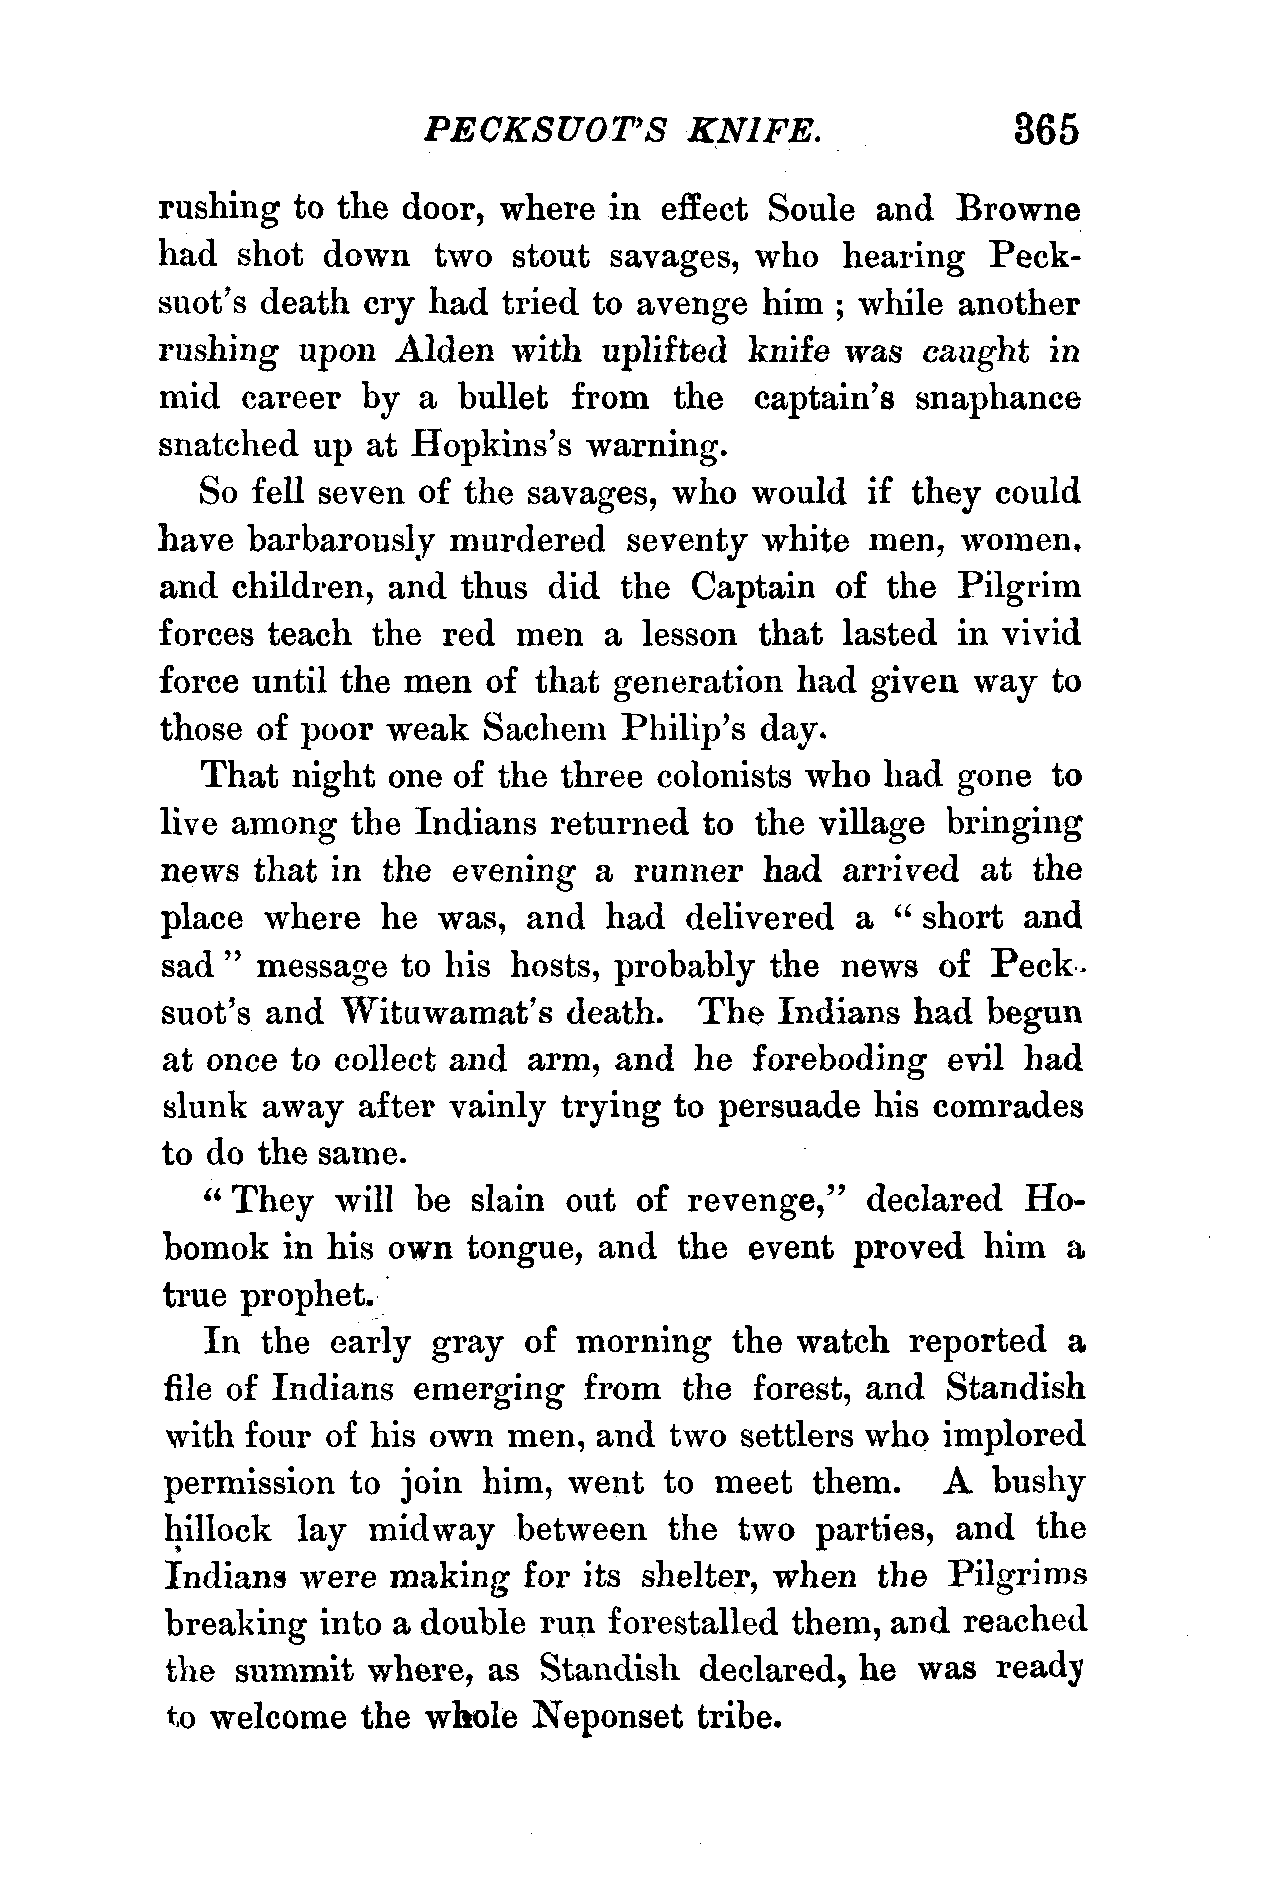 PECKSUOT'S KNIFE. 365
rushing to the door, where in effect Soule and Browne
had shot down two stout savages, who hearing Peck-
suot's death cry had tried to avenge him ; while another
rushing upon Alden with uplifted knife was caught in
mid career by a bullet from the captain's snaphance
snatched up at Hopkins's warning.
So fell seven of the savages, who would if they could
have barbarously murdered seventy white men, women,
and children, and thus did the Captain of the Pilgrim
forces teach the red men a lesson that lasted in vivid
force until the men of that generation had given way to
those of poor weak Sachem Philip's day.
That night one of the three colonists who had gone to
live among the Indians returned to the village bringing
news that in the evening a runner had arrived at the
place where he was, and had delivered a " short and
sad " message to his hosts, probably the news of Peck-
suot's and Wituwamat's death. The Indians had begun
at once to collect and arm, and he foreboding evil had
slunk away after vainly trying to persuade his comrades
to do the same.
" They will be slain out of revenge," declared Ho-
bomok in his own tongue, and the event proved him a
true prophet.
In the early gray of morning the watch reported a
file of Indians emerging from the forest, and Standish
with four of his own men, and two settlers who implored
permission to join him, went to meet them. A bushy
hillock lay midway between the two parties, and the
Indians were making for its shelter, when the Pilgrims
breaking into a double run forestalled them, and reached
the summit where, as Standish declared, he was ready
to welcome the whole Neponset tribe.